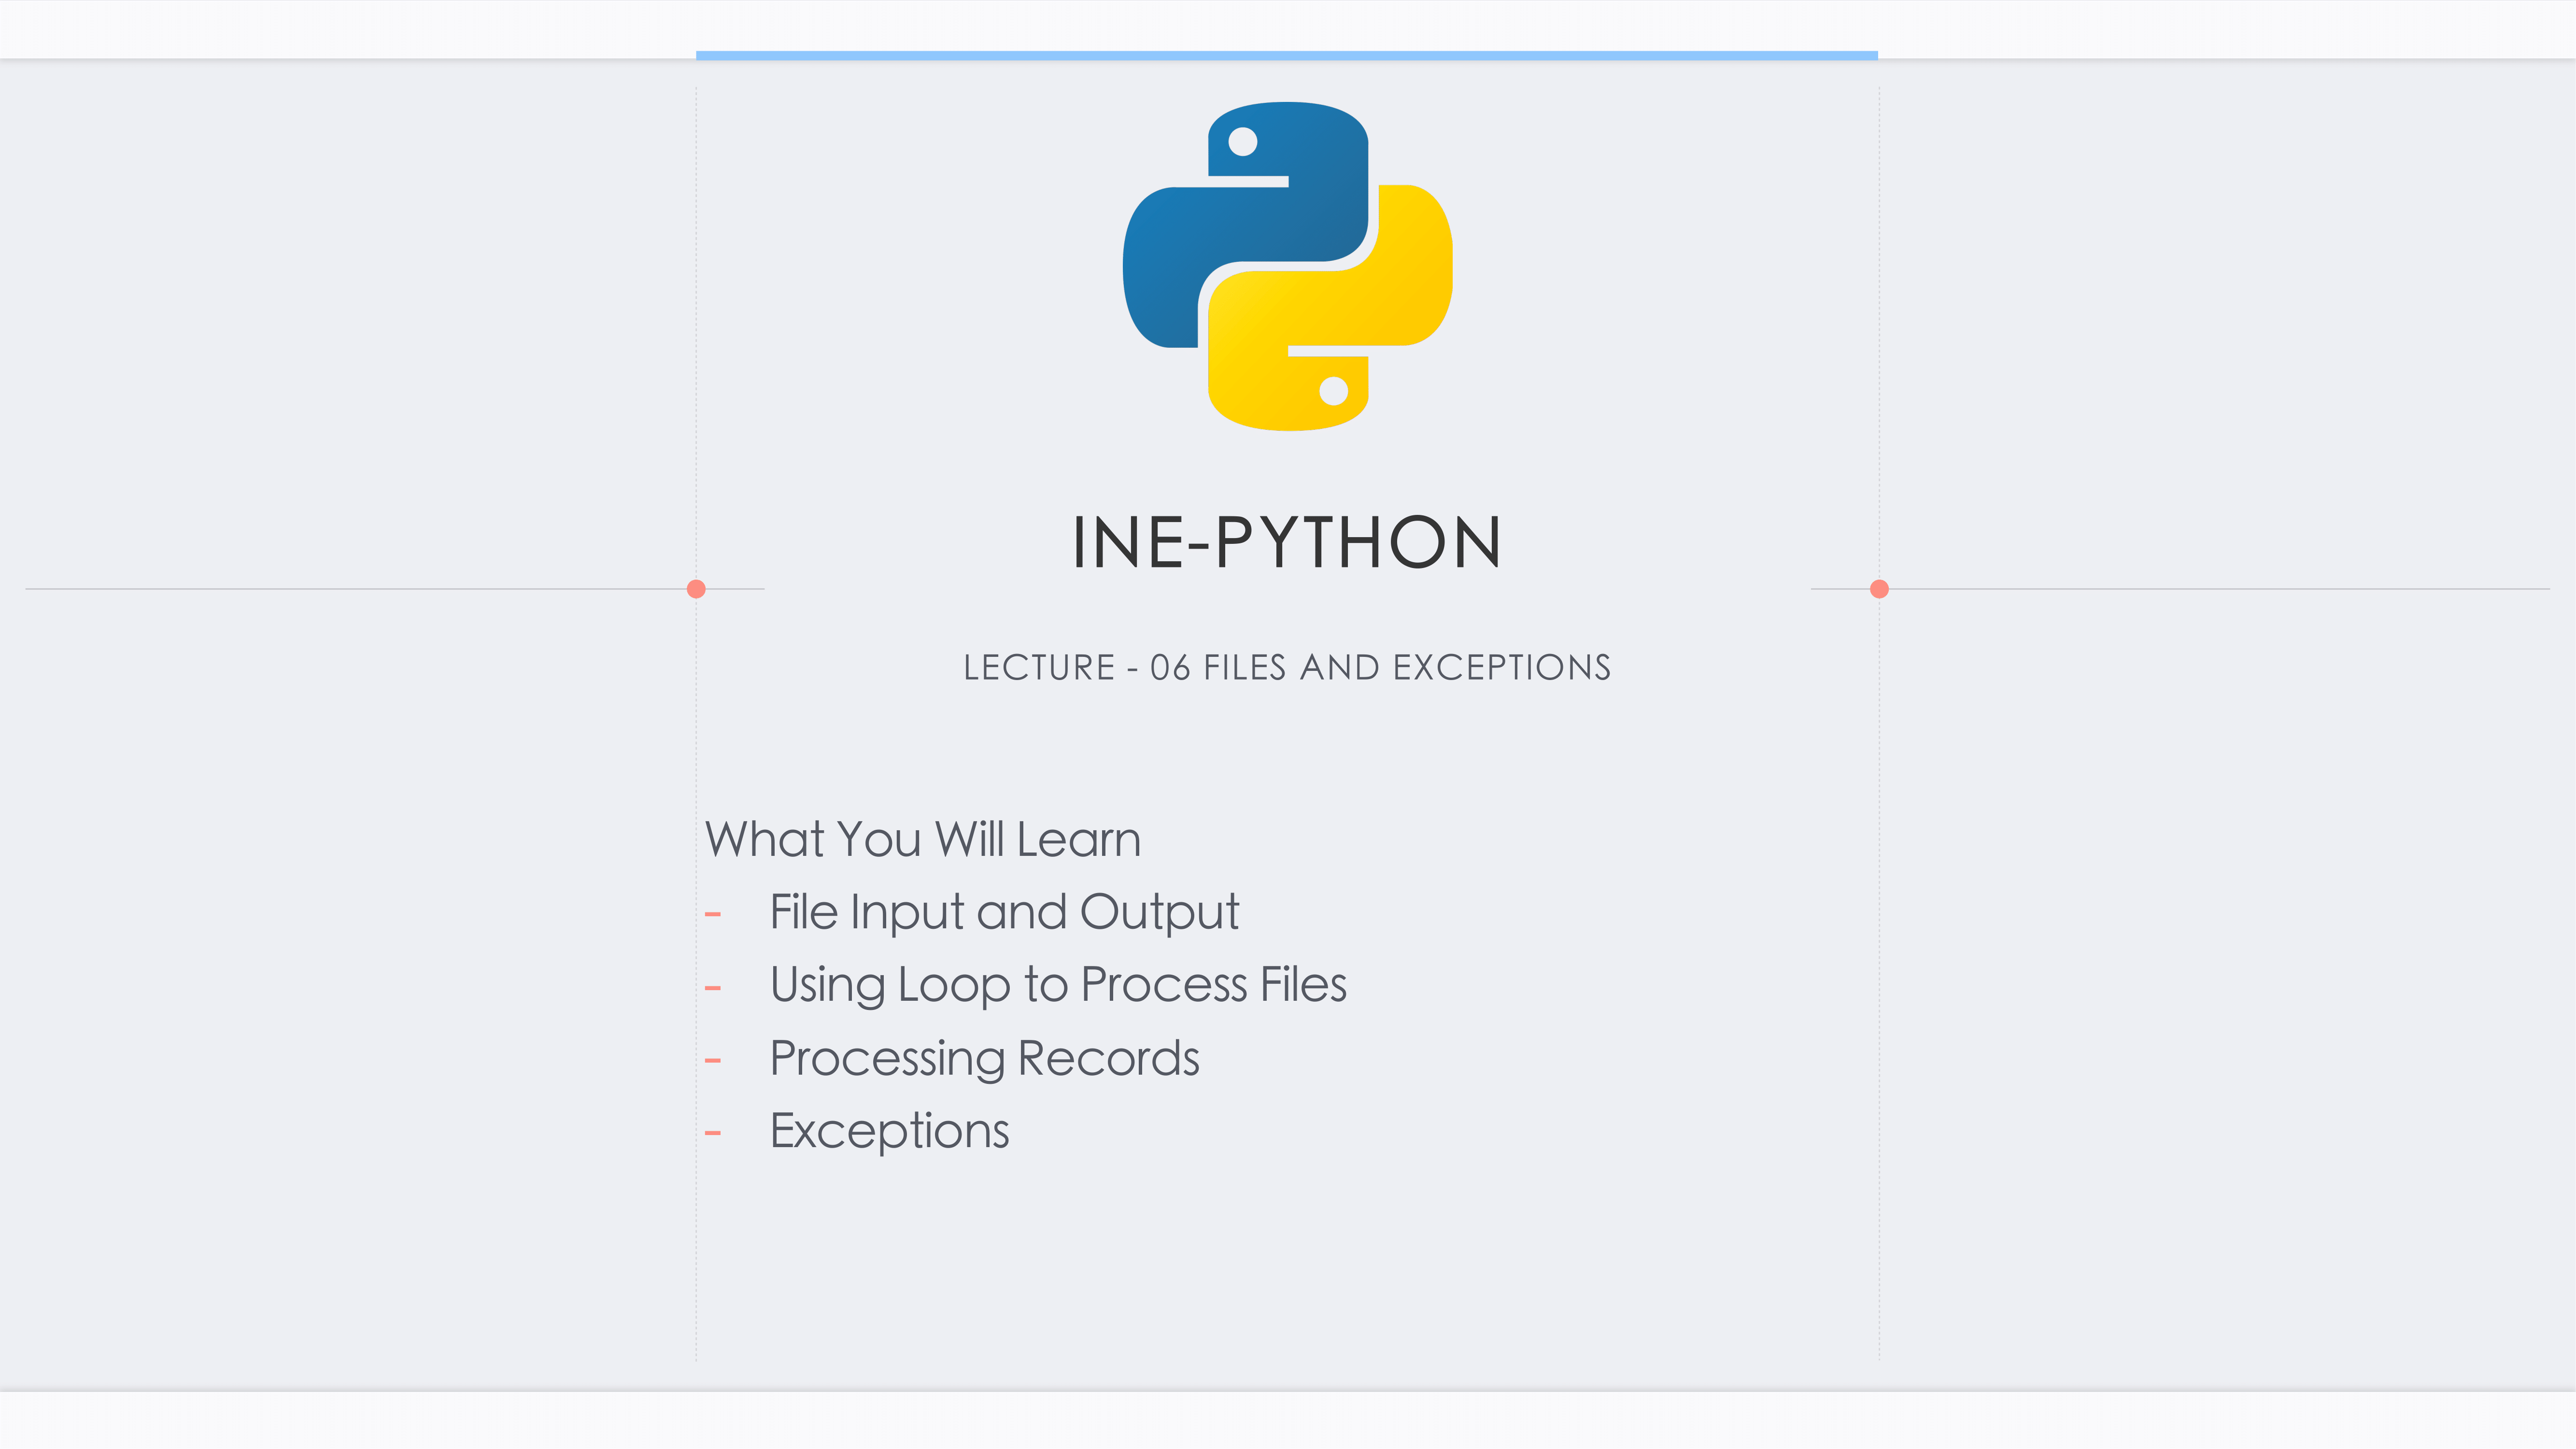 INE-PYTHON
LECTURE - 06 FILES AND EXCEPTIONS
What You Will Learn
- File Input and Output
- Using Loop to Process Files
- Processing Records
- Exceptions